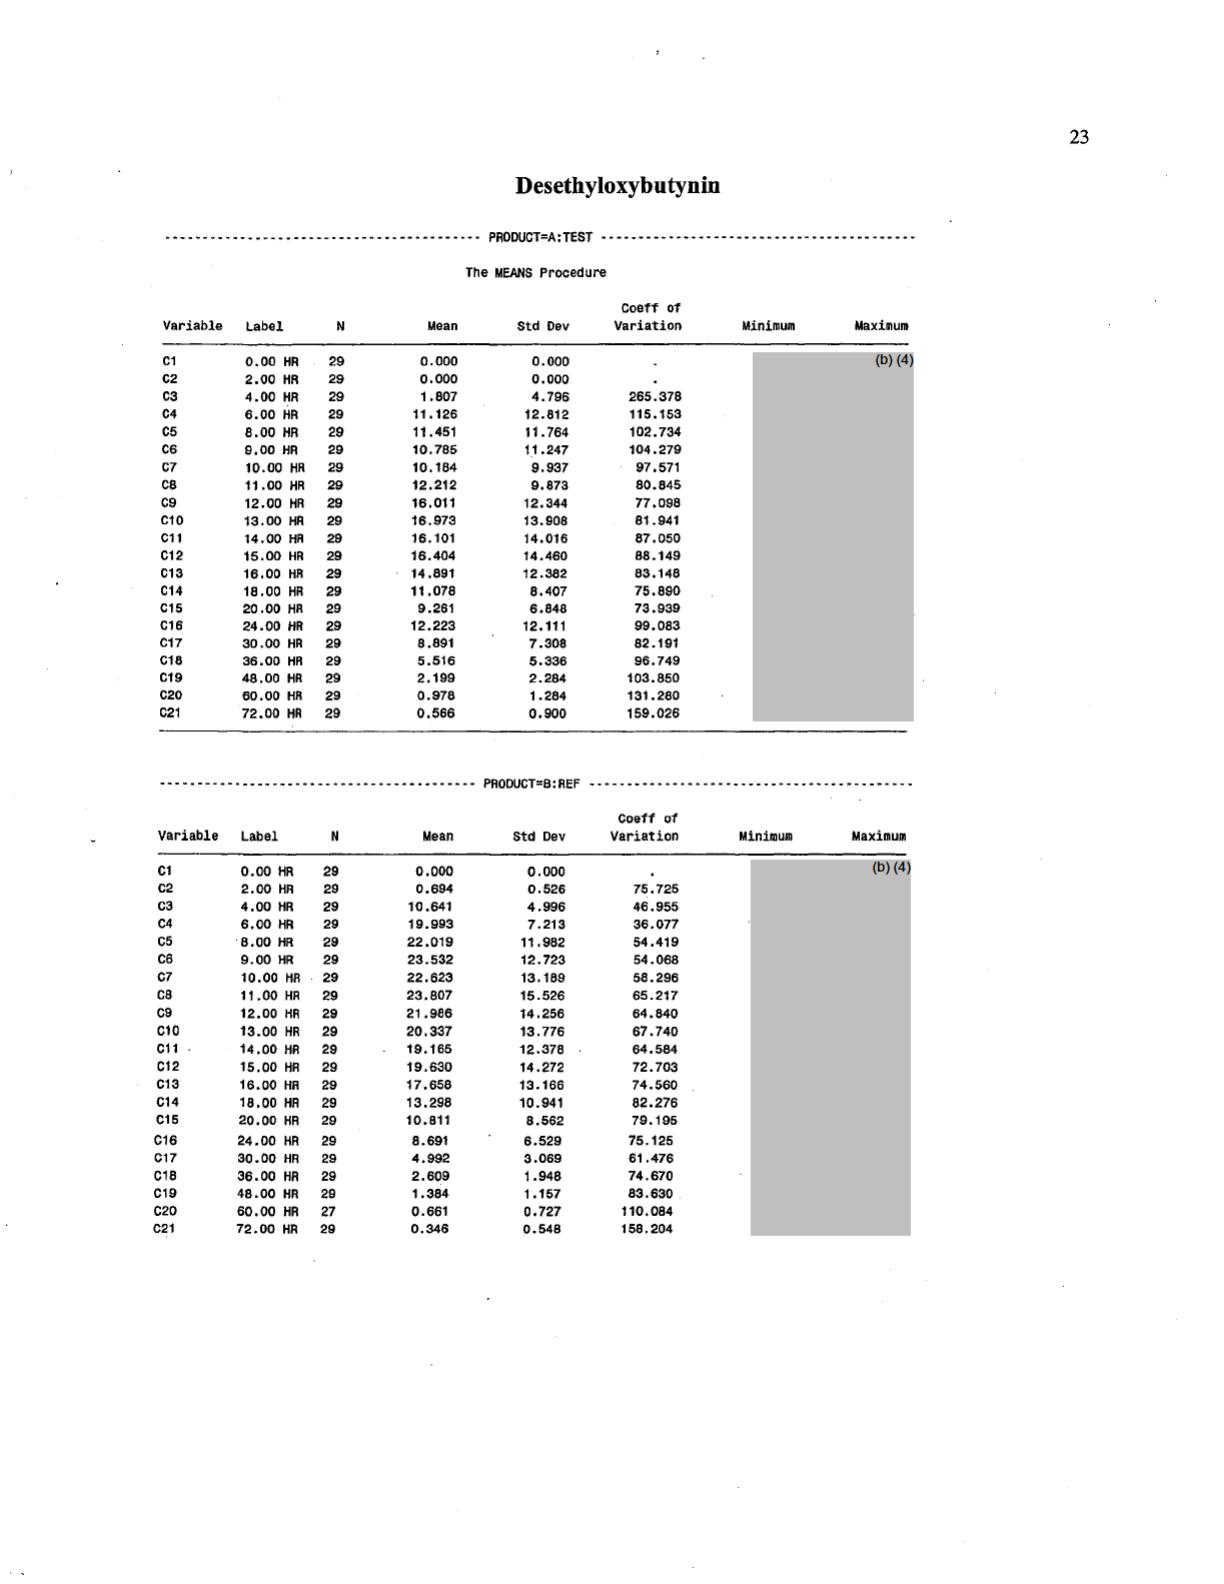 23
Desethyloxybutynin
----------------------------------------- PRODUCT=A:TEST -----------------------------------------
The MEANS Procedure
Coeff of
Variable Label N Mean Std Dev Variation Minimum Maximum
C1 0.00 HR 29 0.000 0.000 . (b) (4)
C2 2.00 HR 29 0.000 0.000 .
C3 4.00 HR 29 1.807 4.796 265.378
C4 6.00 HR 29 11.126 12.812 115.153
C5 8.00 HR 29 11.451 11.764 102.734
C6 9.00 HR 29 10.785 11.247 104.279
C7 10.00 HR 29 10.184 9.937 97.571
C8 11.00 HR 29 12.212 9.873 80.845
C9 12.00 HR 29 16.011 12.344 77.098
C10 13.00 HR 29 16.973 13.908 81.941
C11 14.00 HR 29 16.101 14.016 87.050
C12 15.00 HR 29 16.404 14.460 88.149
C13 16.00 HR 29 14.891 12.382 83.148
C14 18.00 HR 29 11.078 8.407 75.890
C15 20.00 HR 29 9.261 6.848 73.939
C16 24.00 HR 29 12.223 12.111 99.083
C17 30.00 HR 29 8.891 7.308 82.191
C18 36.00 HR 29 5.516 5.336 96.749
C19 48.00 HR 29 2.199 2.284 103.850
C20 60.00 HR 29 0.978 1.284 131.280
C21 72.00 HR 29 0.566 0.900 159.026
----------------------------------------- PRODUCT=B:REF -----------------------------------------
Coeff of
Variable Label N Mean Std Dev Variation Minimum Maximum
C1 0.00 HR 29 0.000 0.000 . (b) (4)
C2 2.00 HR 29 0.694 0.526 75.725
C3 4.00 HR 29 10.641 4.996 46.955
C4 6.00 HR 29 19.993 7.213 36.077
C5 8.00 HR 29 22.019 11.982 54.419
C6 9.00 HR 29 23.532 12.723 54.068
C7 10.00 HR 29 22.623 13.189 58.296
C8 11.00 HR 29 23.807 15.526 65.217
C9 12.00 HR 29 21.986 14.256 64.840
C10 13.00 HR 29 20.337 13.776 67.740
C11 14.00 HR 29 19.165 12.378 64.584
C12 15.00 HR 29 19.630 14.272 72.703
C13 16.00 HR 29 17.658 13.166 74.560
C14 18.00 HR 29 13.298 10.941 82.276
C15 20.00 HR 29 10.811 8.562 79.195
C16 24.00 HR 29 8.691 6.529 75.125
C17 30.00 HR 29 4.992 3.069 61.476
C18 36.00 HR 29 2.609 1.948 74.670
C19 48.00 HR 29 1.384 1.157 83.630
C20 60.00 HR 27 0.661 0.727 110.084
C21 72.00 HR 29 0.346 0.548 158.204